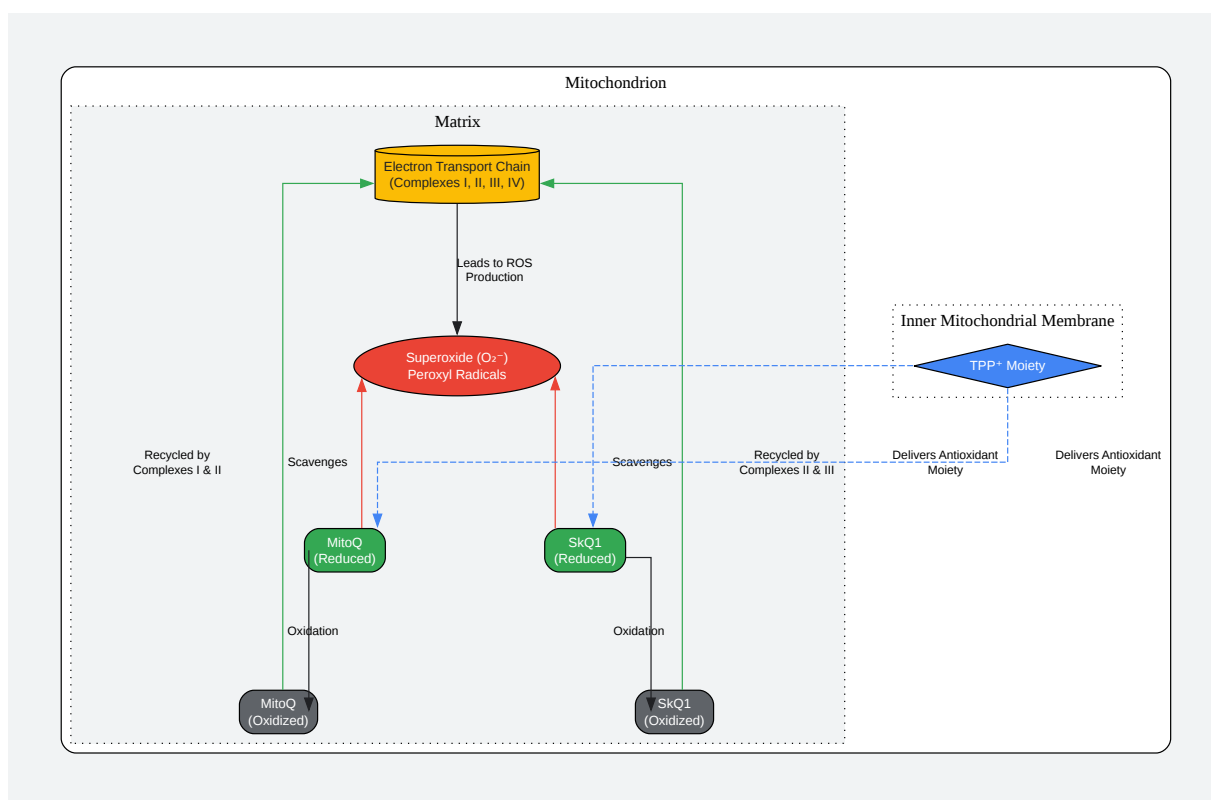 Mitochondrion
Matrix
Electron Transport Chain
(Complexes I, II, III, IV)
Leads to ROS
Production
Inner Mitochondrial Membrane
Superoxide (O₂⁻)
Peroxyl Radicals
TPP⁺ Moiety
Recycled by
Complexes I & II
Scavenges
Scavenges
Recycled by
Complexes II & III
Delivers Antioxidant
Moiety
Delivers Antioxidant
Moiety
MitoQ
(Reduced)
SkQ1
(Reduced)
Oxidation
Oxidation
MitoQ
(Oxidized)
SkQ1
(Oxidized)